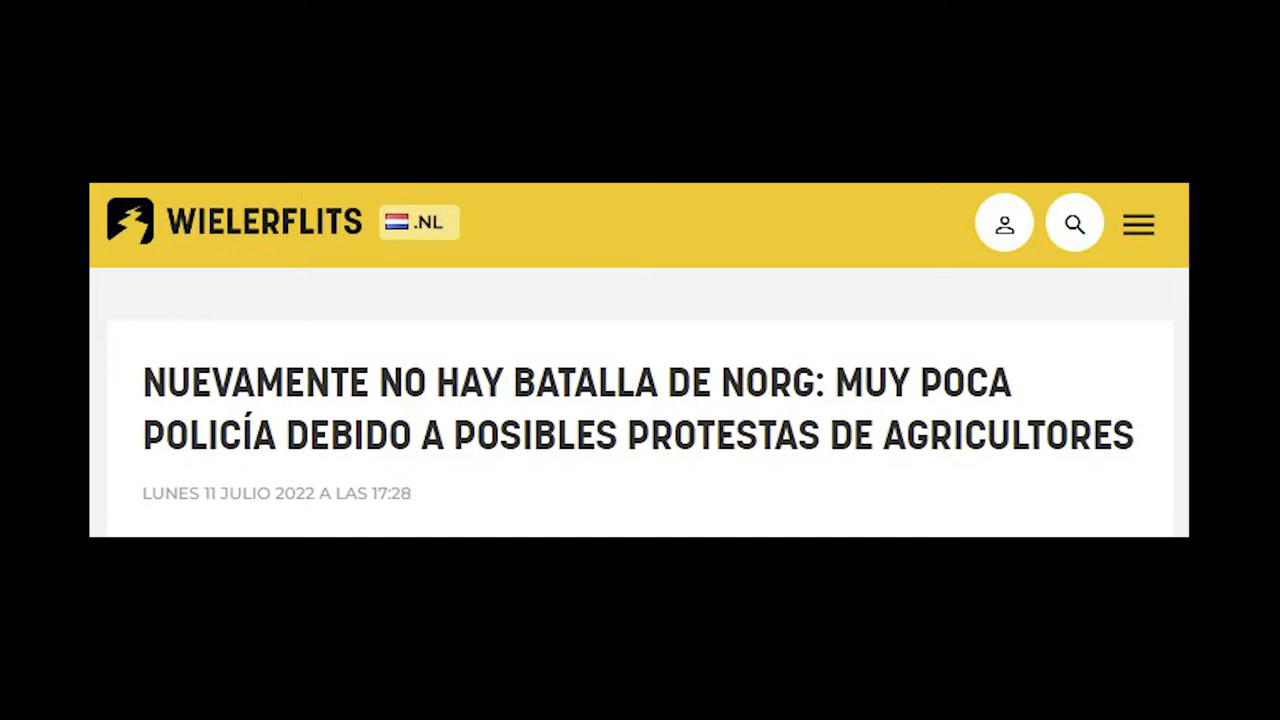 WIELERFLITS .NL
NUEVAMENTE NO HAY BATALLA DE NORG: MUY POCA
POLICÍA DEBIDO A POSIBLES PROTESTAS DE AGRICULTORES
LUNES 11 JULIO 2022 A LAS 17:28